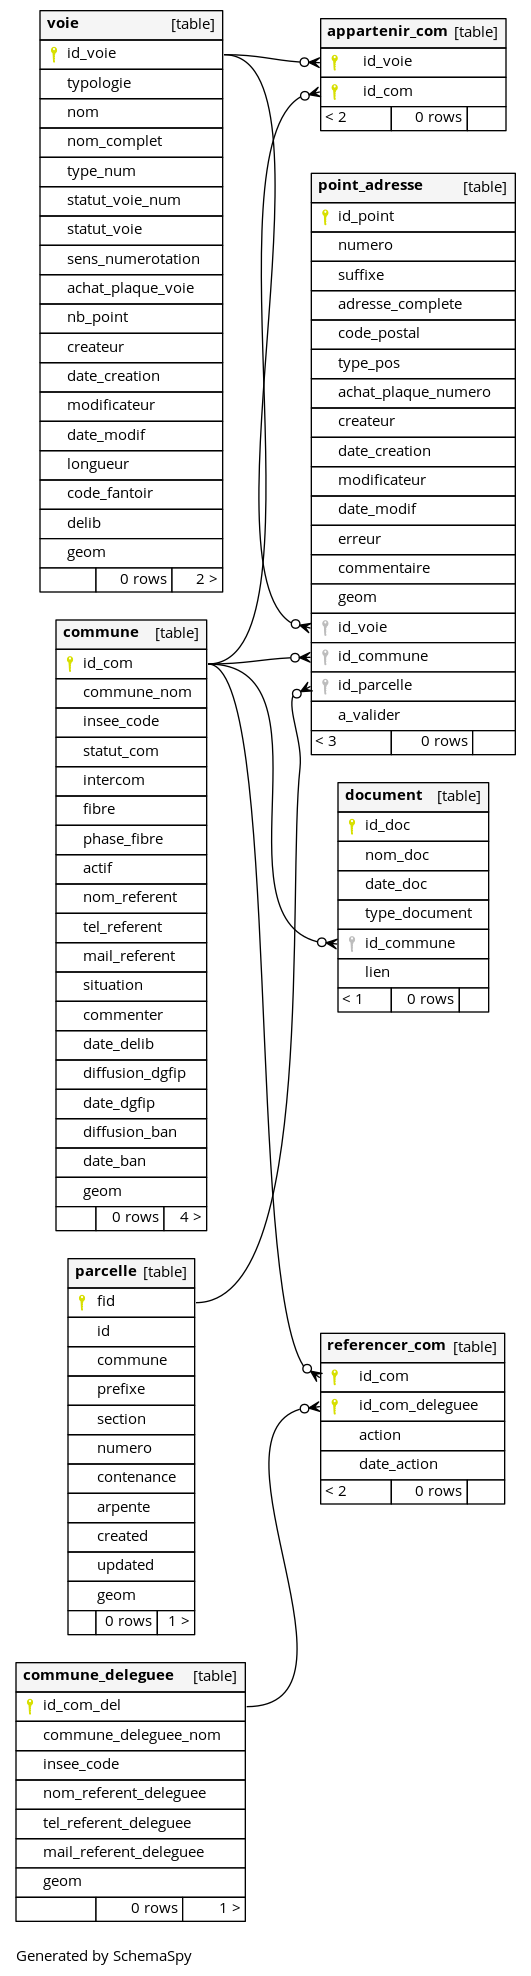 voie [table]
id_voie
typologie
nom
nom_complet
type_num
statut_voie_num
statut_voie
sens_numerotation
achat_plaque_voie
nb_point
createur
date_creation
modificateur
date_modif
longueur
code_fantoir
delib
geom
0 rows 2 >
appartenir_com [table]
id_voie
id_com
< 2 0 rows
point_adresse [table]
id_point
numero
suffixe
adresse_complete
code_postal
type_pos
achat_plaque_numero
createur
date_creation
modificateur
date_modif
erreur
commentaire
geom
id_voie
id_commune
id_parcelle
a_valider
< 3 0 rows
commune [table]
id_com
commune_nom
insee_code
statut_com
intercom
fibre
phase_fibre
actif
nom_referent
tel_referent
mail_referent
situation
commenter
date_delib
diffusion_dgfip
date_dgfip
diffusion_ban
date_ban
geom
0 rows 4 >
document [table]
id_doc
nom_doc
date_doc
type_document
id_commune
lien
< 1 0 rows
parcelle [table]
fid
id
commune
prefixe
section
numero
contenance
arpente
created
updated
geom
0 rows 1 >
referencer_com [table]
id_com
id_com_deleguee
action
date_action
< 2 0 rows
commune_deleguee [table]
id_com_del
commune_deleguee_nom
insee_code
nom_referent_deleguee
tel_referent_deleguee
mail_referent_deleguee
geom
0 rows 1 >
Generated by SchemaSpy